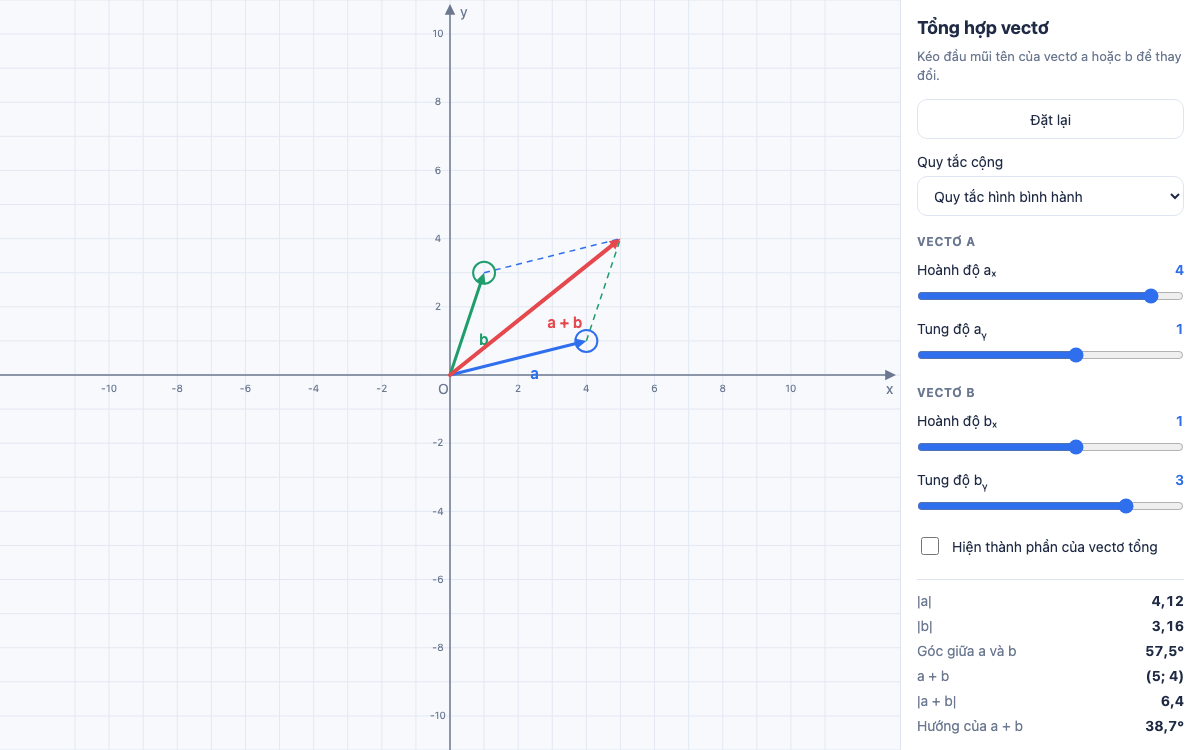 y
10
8
6
4
2
b
a + b
a
-10
-8
-6
-4
-2
O
2
4
6
8
10
x
-2
-4
-6
-8
-10
Tổng hợp vectơ
Kéo đầu mũi tên của vectơ a hoặc b để thay
đổi.
Đặt lại
Quy tắc cộng
Quy tắc hình bình hành
VECTƠ A
Hoành độ aₓ 4
Tung độ aᵧ 1
VECTƠ B
Hoành độ bₓ 1
Tung độ bᵧ 3
Hiện thành phần của vectơ tổng
|a| 4,12
|b| 3,16
Góc giữa a và b 57,5°
a + b (5; 4)
|a + b| 6,4
Hướng của a + b 38,7°